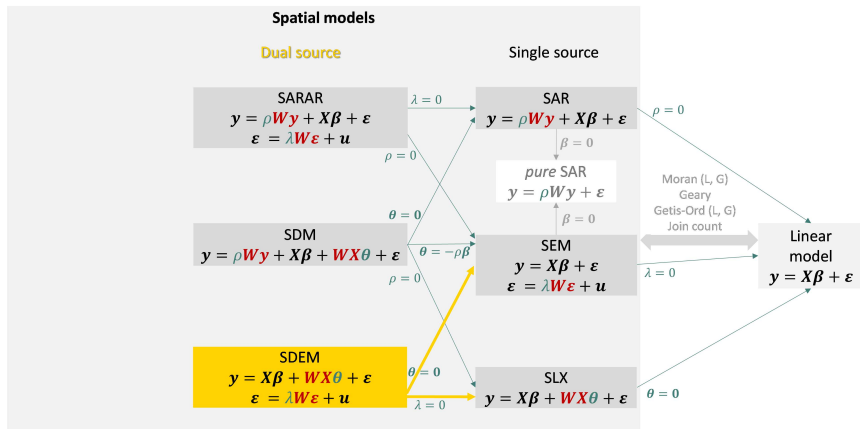 Spatial models
Dual source
Single source
SARAR
y = ρWy + Xβ + ε
ε = λWε + u
λ = 0
ρ = 0
SAR
y = ρWy + Xβ + ε
ρ = 0
β = 0
pure SAR
y = ρWy + ε
β = 0
Moran (L, G)
Geary
Getis-Ord (L, G)
Join count
SDM
y = ρWy + Xβ + WXθ + ε
θ = 0
θ = −ρβ
ρ = 0
SEM
y = Xβ + ε
ε = λWε + u
λ = 0
Linear
model
y = Xβ + ε
SDEM
y = Xβ + WXθ + ε
ε = λWε + u
θ = 0
λ = 0
SLX
y = Xβ + WXθ + ε
θ = 0